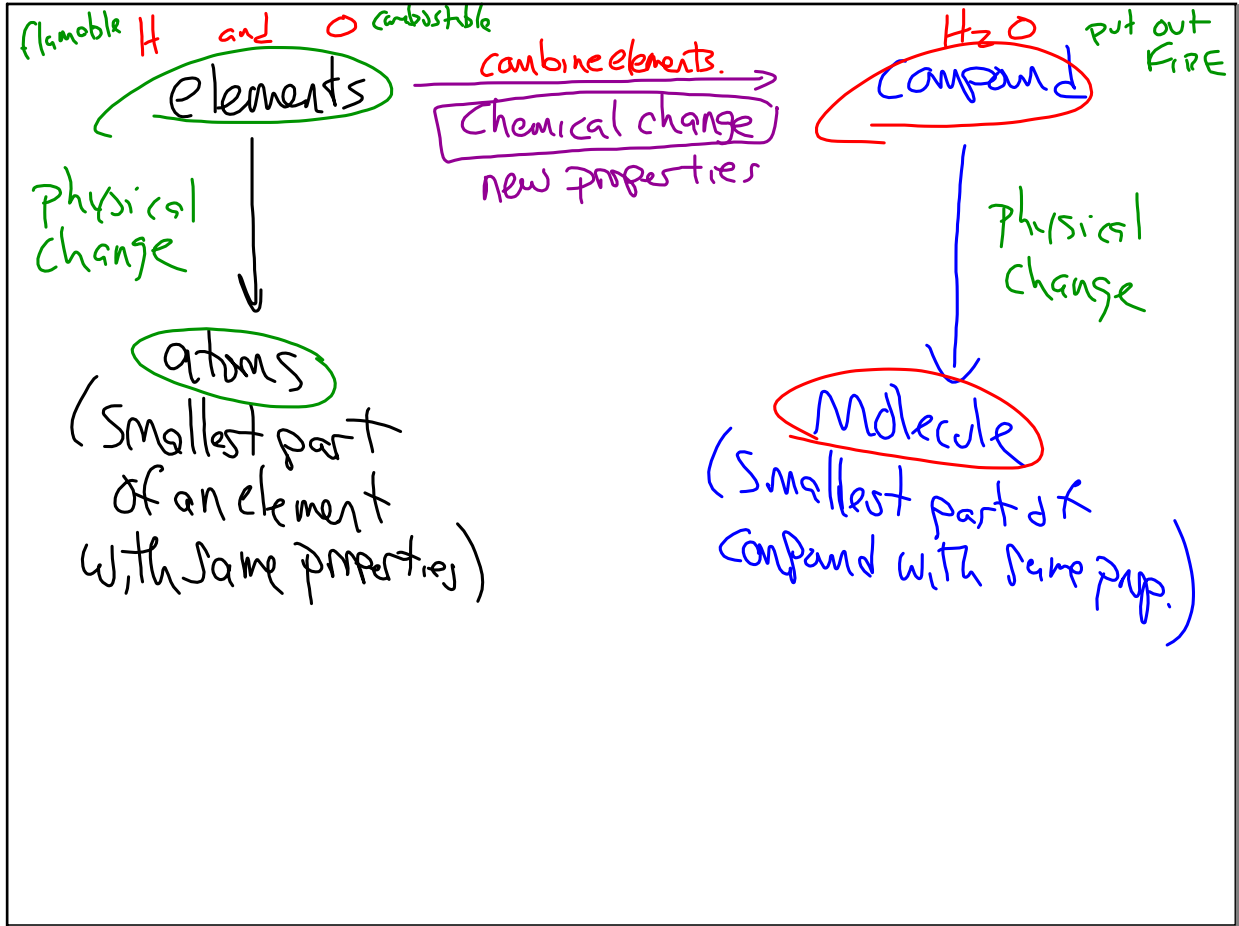 flamoble H and O combostable
elements
combine elements.
Chemical change
new properties
H2O put out
FIRE
Compound
physical
change
physical
change
atoms
(Smallest part
of an element
with same properties)
Molecule
(Smallest part of
compound with same prop.)